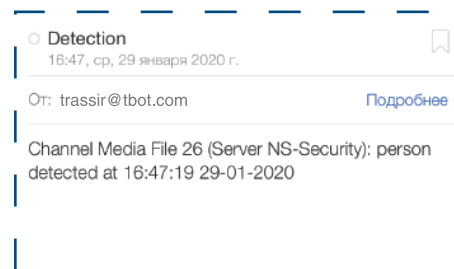 Detection
16:47, ср, 29 января 2020 г.
От: trassir@tbot.com Подробнее
Channel Media File 26 (Server NS-Security): person
detected at 16:47:19 29-01-2020